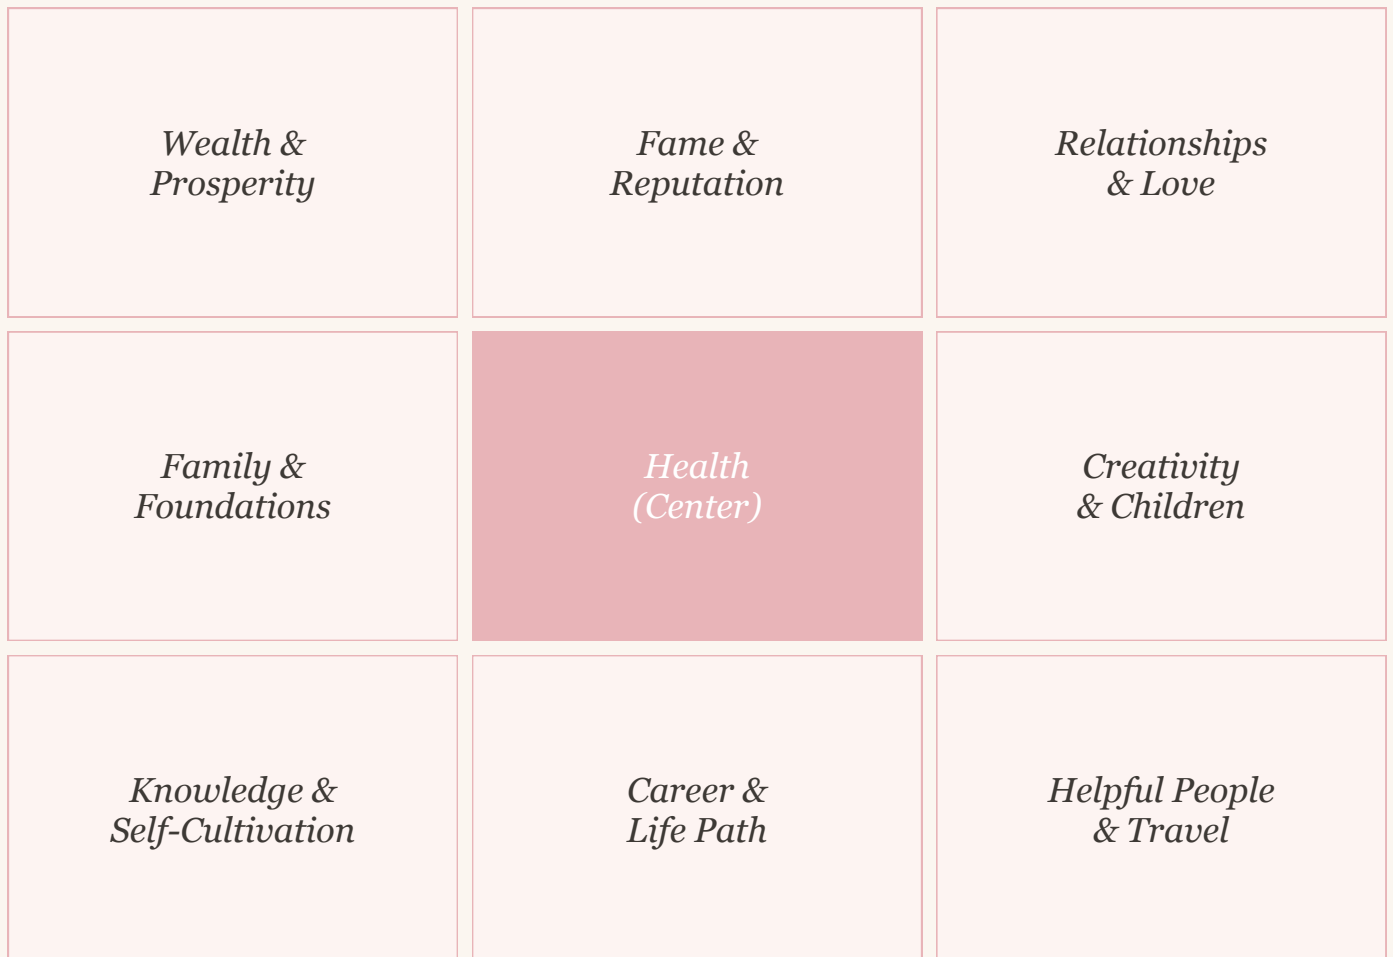 Wealth &
Prosperity
Fame &
Reputation
Relationships
& Love
Family &
Foundations
Health
(Center)
Creativity
& Children
Knowledge &
Self-Cultivation
Career &
Life Path
Helpful People
& Travel